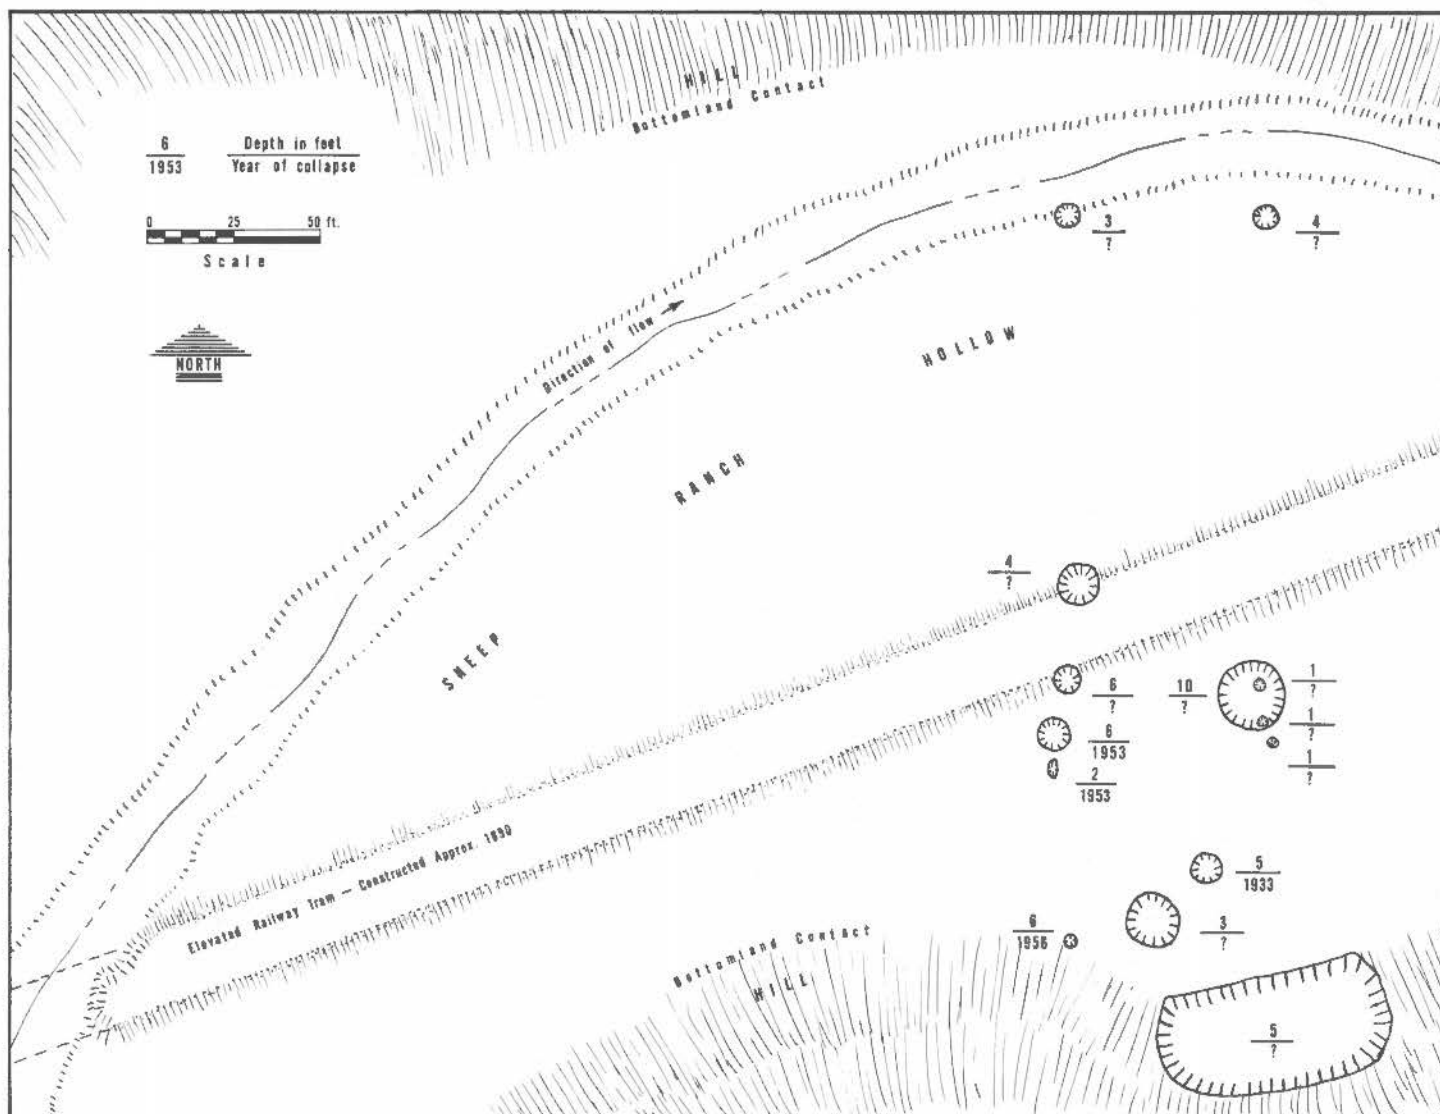 HILL
Bottomland Contact
6
1953
Depth in feet
Year of collapse
0 25 50 ft.
Scale
NORTH
Direction of flow
3
?
4
?
HOLLOW
RANCH
SHEEP
4
?
6
?
10
?
1
?
1
?
1
?
6
1953
2
1953
Elevated Railway Tram — Constructed Approx. 1890
5
1933
3
?
6
1956
Bottomland Contact
HILL
5
?